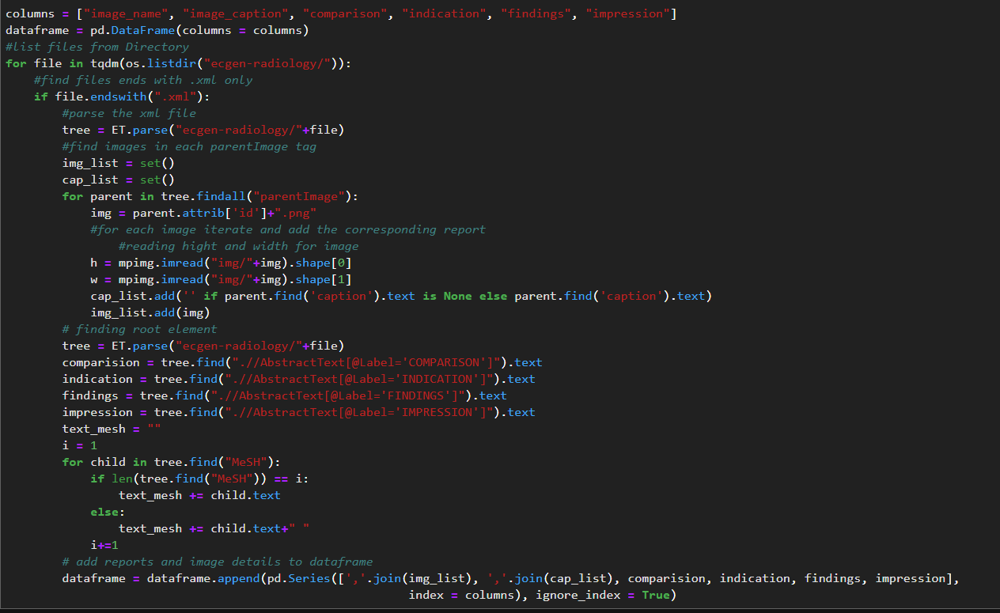 columns = ["image_name", "image_caption", "comparison", "indication", "findings", "impression"]
dataframe = pd.DataFrame(columns = columns)
#list files from Directory
for file in tqdm(os.listdir("ecgen-radiology/")):
    #find files ends with .xml only
    if file.endswith(".xml"):
        #parse the xml file
        tree = ET.parse("ecgen-radiology/"+file)
        #find images in each parentImage tag
        img_list = set()
        cap_list = set()
        for parent in tree.findall("parentImage"):
            img = parent.attrib['id']+".png"
            #for each image iterate and add the corresponding report
                #reading hight and width for image
            h = mpimg.imread("img/"+img).shape[0]
            w = mpimg.imread("img/"+img).shape[1]
            cap_list.add('' if parent.find('caption').text is None else parent.find('caption').text)
            img_list.add(img)
        # finding root element
        tree = ET.parse("ecgen-radiology/"+file)
        comparision = tree.find(".//AbstractText[@Label='COMPARISON']").text
        indication = tree.find(".//AbstractText[@Label='INDICATION']").text
        findings = tree.find(".//AbstractText[@Label='FINDINGS']").text
        impression = tree.find(".//AbstractText[@Label='IMPRESSION']").text
        text_mesh = ""
        i = 1
        for child in tree.find("MeSH"):
            if len(tree.find("MeSH")) == i:
                text_mesh += child.text
            else:
                text_mesh += child.text+" "
            i+=1
        # add reports and image details to dataframe
        dataframe = dataframe.append(pd.Series([','.join(img_list), ','.join(cap_list), comparision, indication, findings, impression],
                                                         index = columns), ignore_index = True)